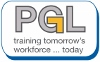 PGL
training tomorrow's
workforce ... today